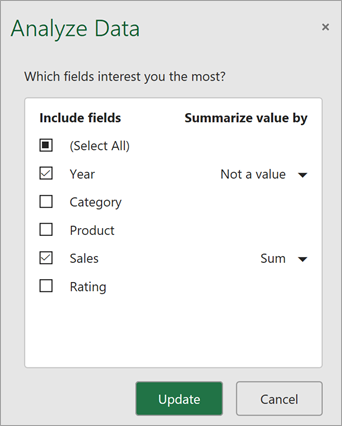 Analyze Data
×
Which fields interest you the most?
Include fields Summarize value by
(Select All)
Year Not a value
Category
Product
Sales Sum
Rating
Update Cancel